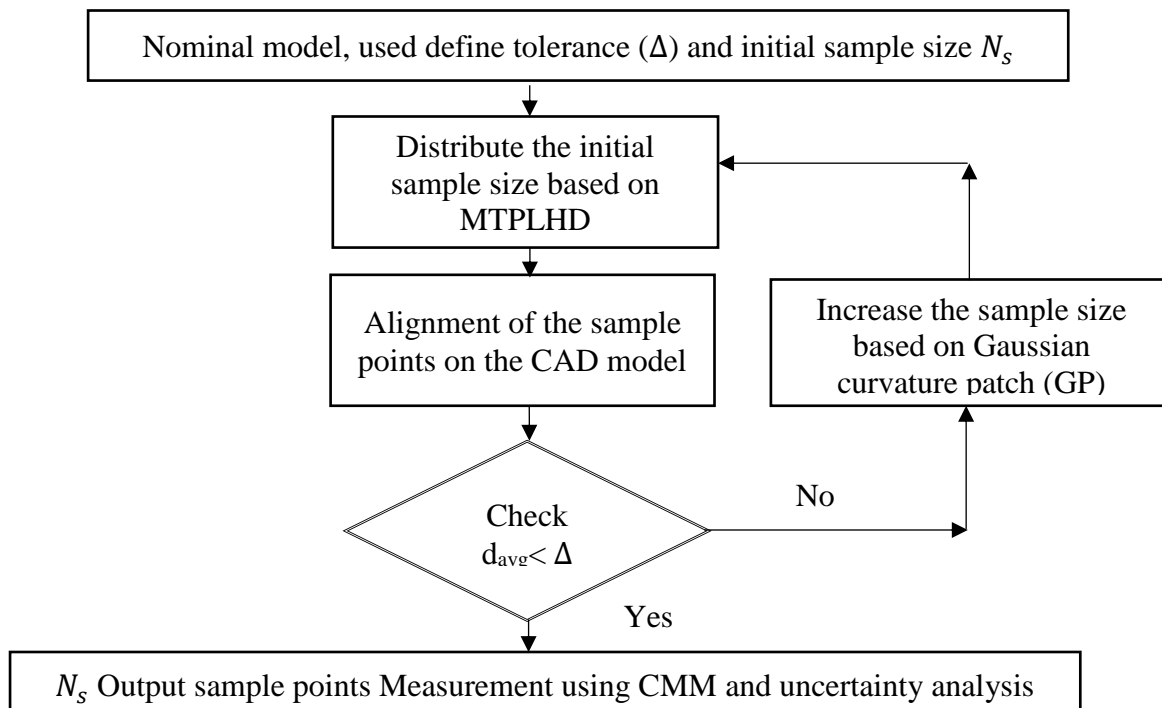 Nominal model, used define tolerance (Δ) and initial sample size 𝑁ₛ
Distribute the initial
sample size based on
MTPLHD
Alignment of the sample
points on the CAD model
Increase the sample size
based on Gaussian
curvature patch (GP)
Check
d_avg< Δ
No
Yes
𝑁ₛ Output sample points Measurement using CMM and uncertainty analysis